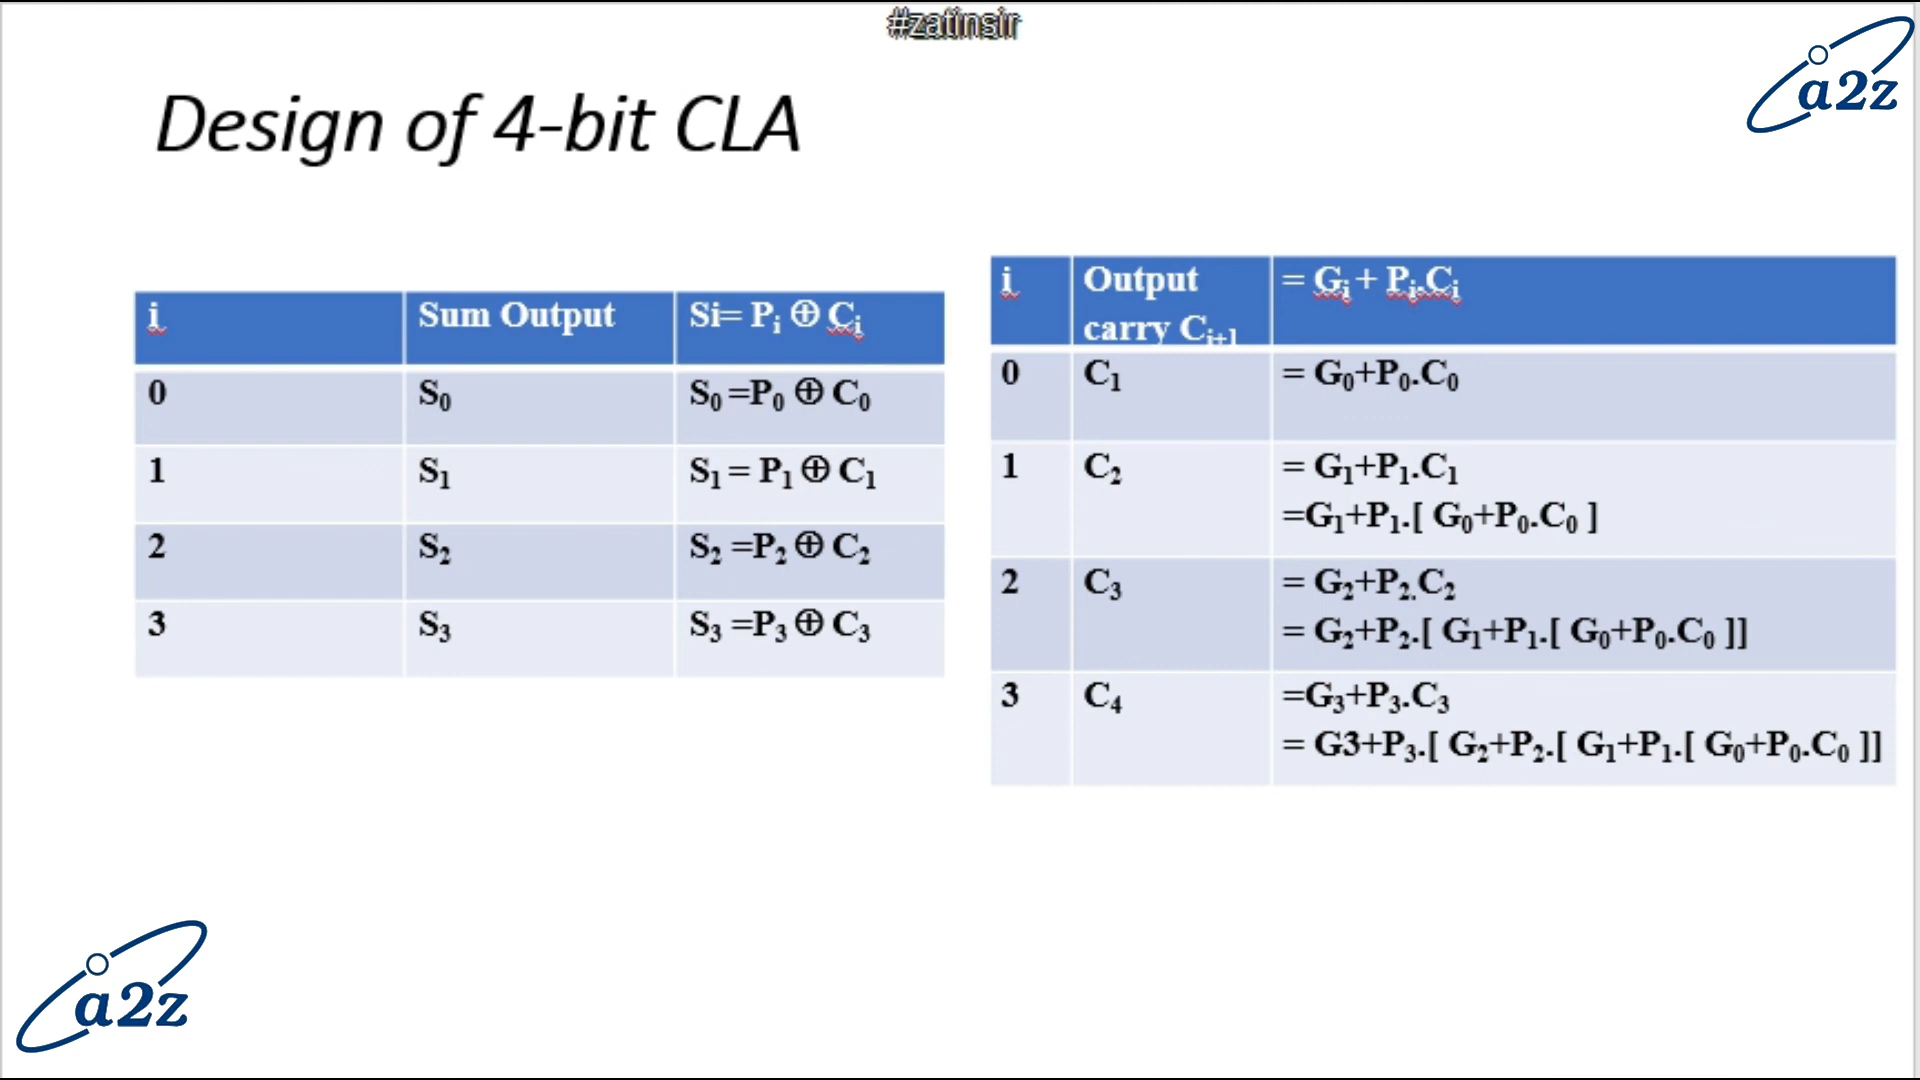 #zatinsir
a2z
Design of 4-bit CLA
i Sum Output Si= Pᵢ ⊕ Cᵢ
0 S₀ S₀ =P₀ ⊕ C₀
1 S₁ S₁ = P₁ ⊕ C₁
2 S₂ S₂ =P₂ ⊕ C₂
3 S₃ S₃ =P₃ ⊕ C₃
i Output = Gᵢ + Pᵢ.Cᵢ
carry Cᵢ₊₁
0 C₁ = G₀+P₀.C₀
1 C₂ = G₁+P₁.C₁
=G₁+P₁.[ G₀+P₀.C₀ ]
2 C₃ = G₂+P₂.C₂
= G₂+P₂.[ G₁+P₁.[ G₀+P₀.C₀ ]]
3 C₄ =G₃+P₃.C₃
= G3+P₃.[ G₂+P₂.[ G₁+P₁.[ G₀+P₀.C₀ ]]
a2z